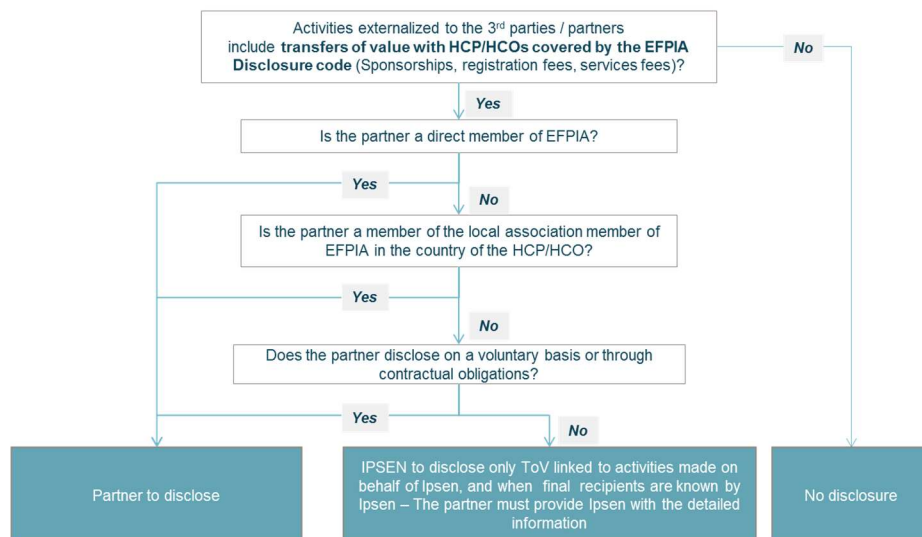 Activities externalized to the 3rd parties / partners
include transfers of value with HCP/HCOs covered by the EFPIA
Disclosure code (Sponsorships, registration fees, services fees)?
No
Yes
Is the partner a direct member of EFPIA?
Yes
No
Is the partner a member of the local association member of
EFPIA in the country of the HCP/HCO?
Yes
No
Does the partner disclose on a voluntary basis or through
contractual obligations?
Yes
No
Partner to disclose
IPSEN to disclose only ToV linked to activities made on
behalf of Ipsen, and when final recipients are known by
Ipsen – The partner must provide Ipsen with the detailed
information
No disclosure